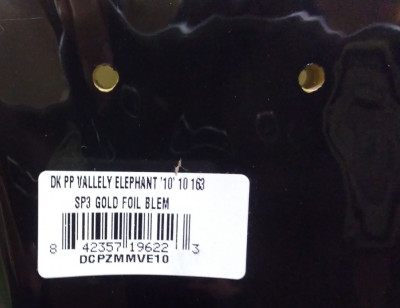 DK PP VALLELY ELEPHANT '10' 10 163
SP3 GOLD FOIL BLEM
8 42357 19622 3
DCPZMMVE10